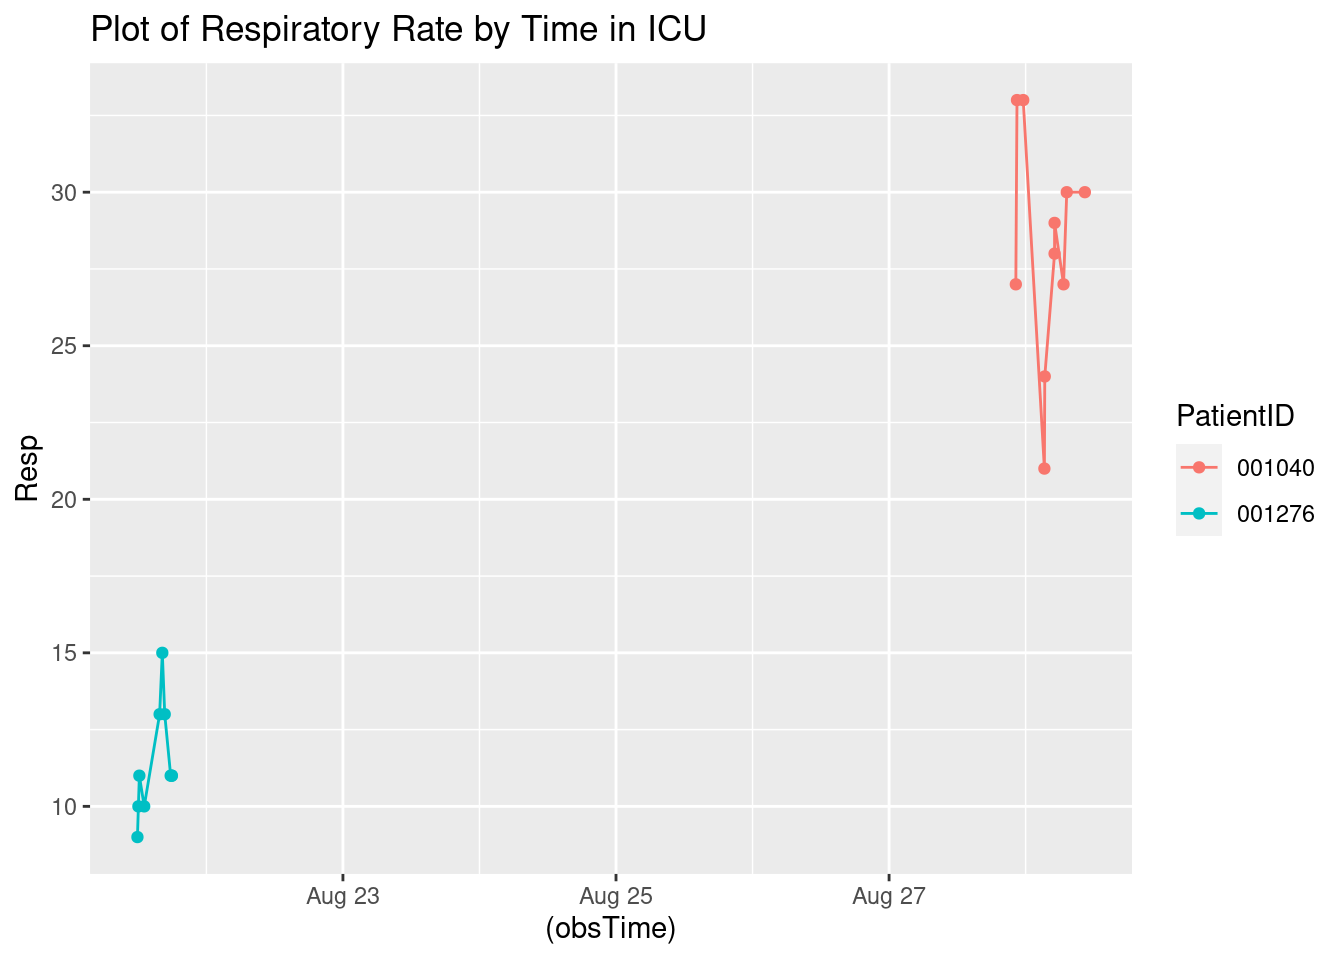 Plot of Respiratory Rate by Time in ICU
30
25
20
15
10
Resp
Aug 23
Aug 25
Aug 27
(obsTime)
PatientID
001040
001276